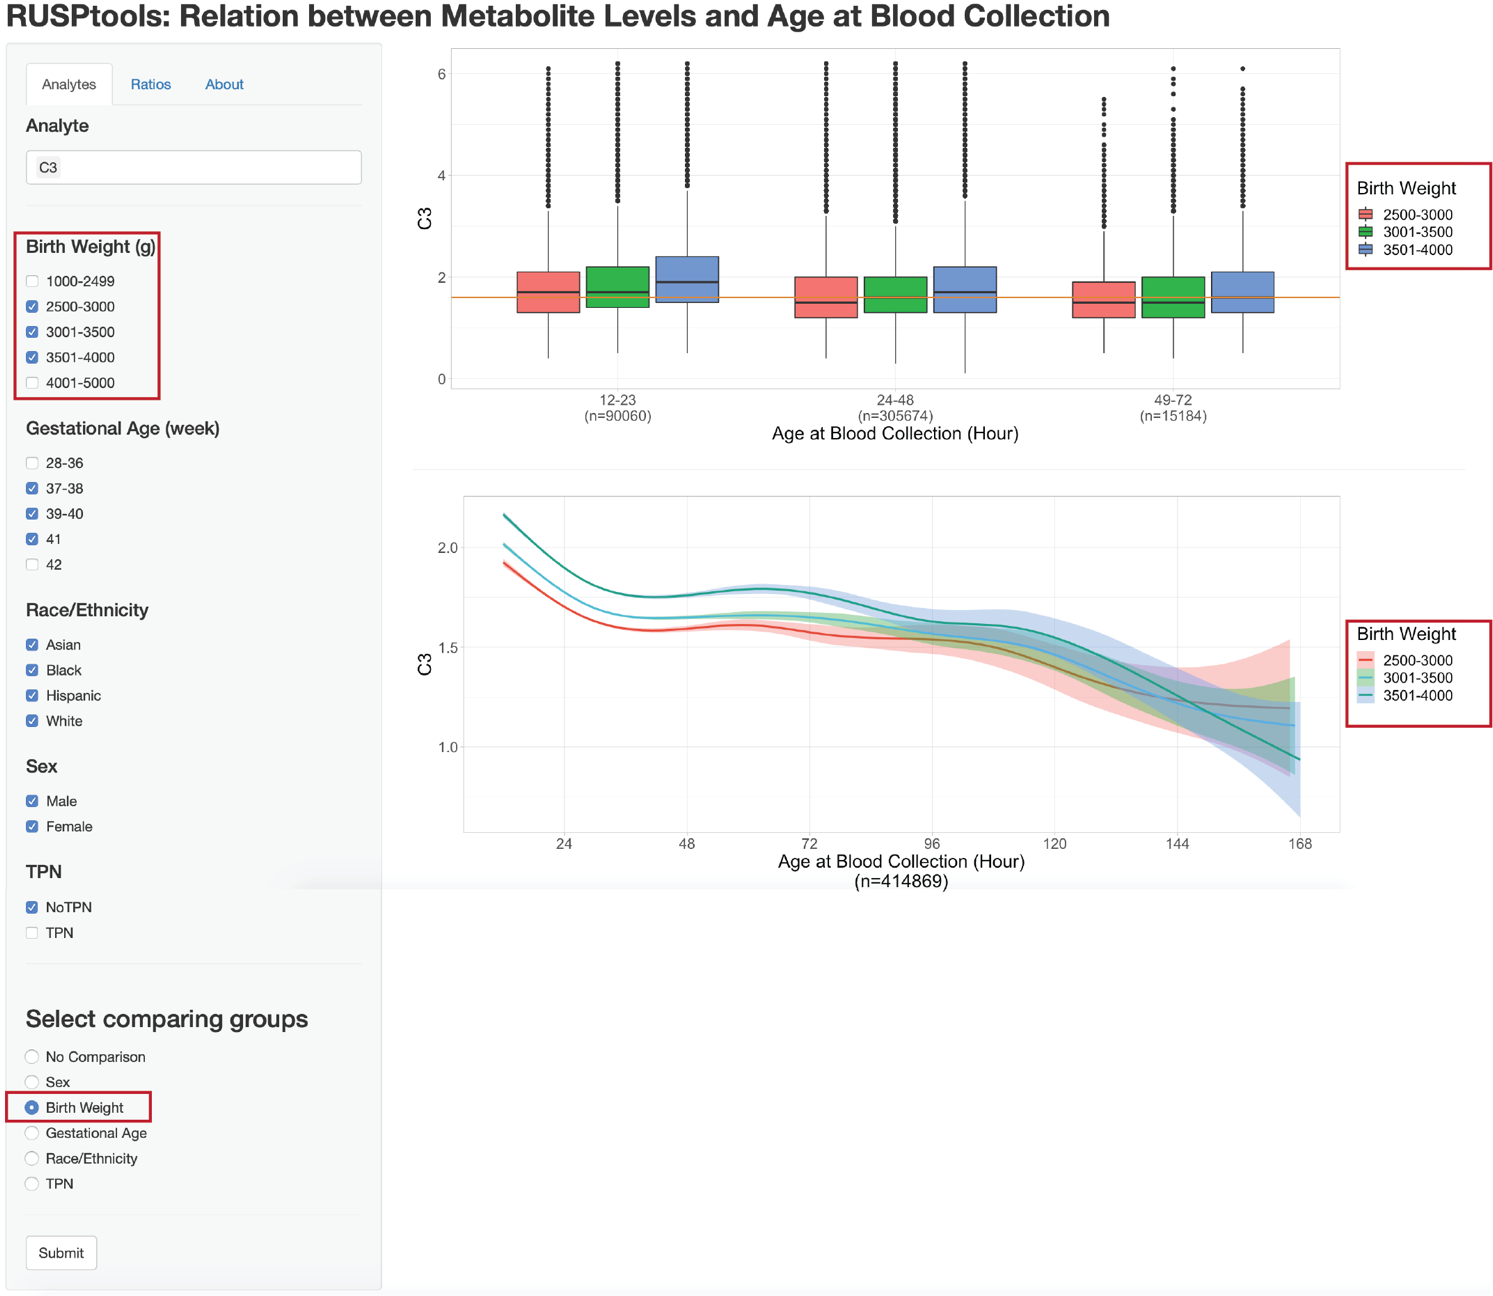 RUSPtools: Relation between Metabolite Levels and Age at Blood Collection
Analytes
Ratios
About
Analyte
C3
Birth Weight (g)
1000-2499
2500-3000
3001-3500
3501-4000
4001-5000
Gestational Age (week)
28-36
37-38
39-40
41
42
Race/Ethnicity
Asian
Black
Hispanic
White
Sex
Male
Female
TPN
NoTPN
TPN
Select comparing groups
No Comparison
Sex
Birth Weight
Gestational Age
Race/Ethnicity
TPN
Submit
C3
6
4
2
0
12-23
(n=90060)
24-48
(n=305674)
49-72
(n=15184)
Age at Blood Collection (Hour)
Birth Weight
2500-3000
3001-3500
3501-4000
C3
2.0
1.5
1.0
24
48
72
96
120
144
168
Age at Blood Collection (Hour)
(n=414869)
Birth Weight
2500-3000
3001-3500
3501-4000